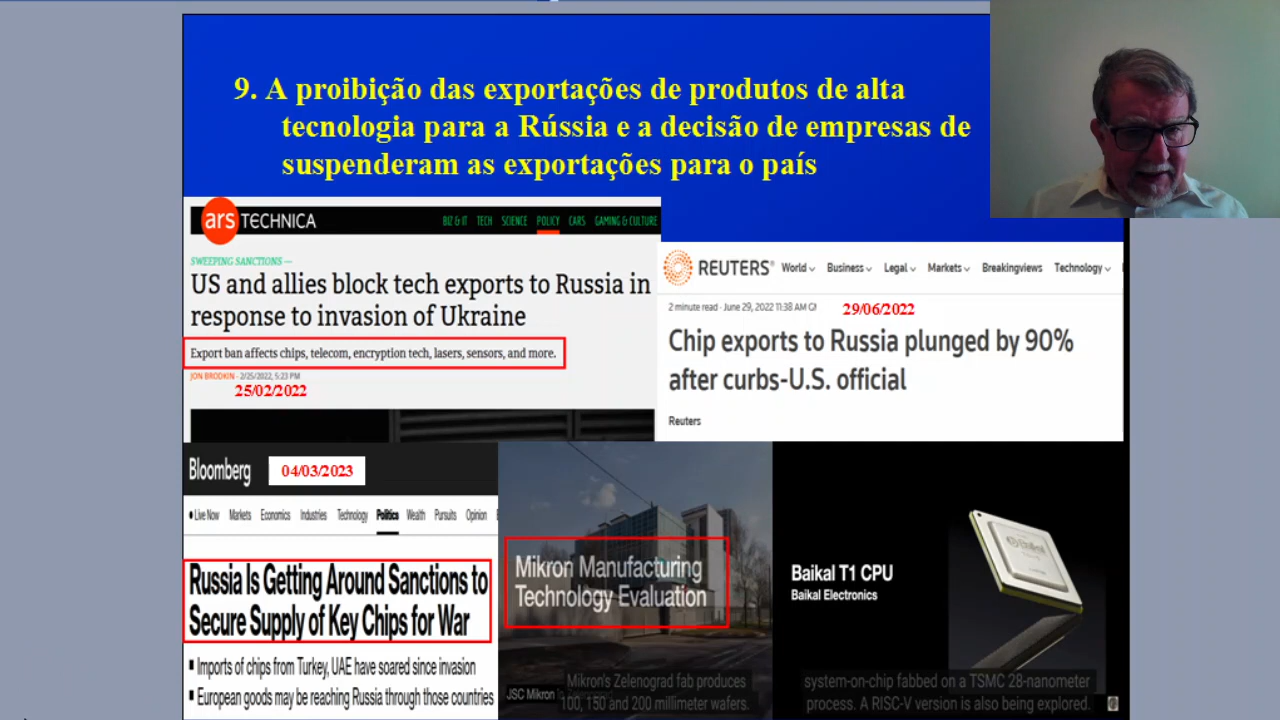 9. A proibição das exportações de produtos de alta
tecnologia para a Rússia e a decisão de empresas de
suspenderam as exportações para o país
ars TECHNICA
BIZ & IT TECH SCIENCE POLICY CARS GAMING & CULTURE
SWEEPING SANCTIONS —
US and allies block tech exports to Russia in
response to invasion of Ukraine
Export ban affects chips, telecom, encryption tech, lasers, sensors, and more.
JON BRODKIN - 2/25/2022, 5:23 PM
25/02/2022
REUTERS® World Business Legal Markets Breakingviews Technology
2 minute read · June 29, 2022 11:38 AM
29/06/2022
Chip exports to Russia plunged by 90%
after curbs-U.S. official
Reuters
Bloomberg
04/03/2023
Live Now Markets Economics Industries Technology Politics Wealth Pursuits Opinion
Russia Is Getting Around Sanctions to
Secure Supply of Key Chips for War
Imports of chips from Turkey, UAE have soared since invasion
European goods may be reaching Russia through those countries
Mikron Manufacturing
Technology Evaluation
JSC Mikron
Mikron's Zelenograd fab produces
100, 150 and 200 millimeter wafers.
Baikal T1 CPU
Baikal Electronics
Baikal
system-on-chip fabbed on a TSMC 28-nanometer
process. A RISC-V version is also being explored.